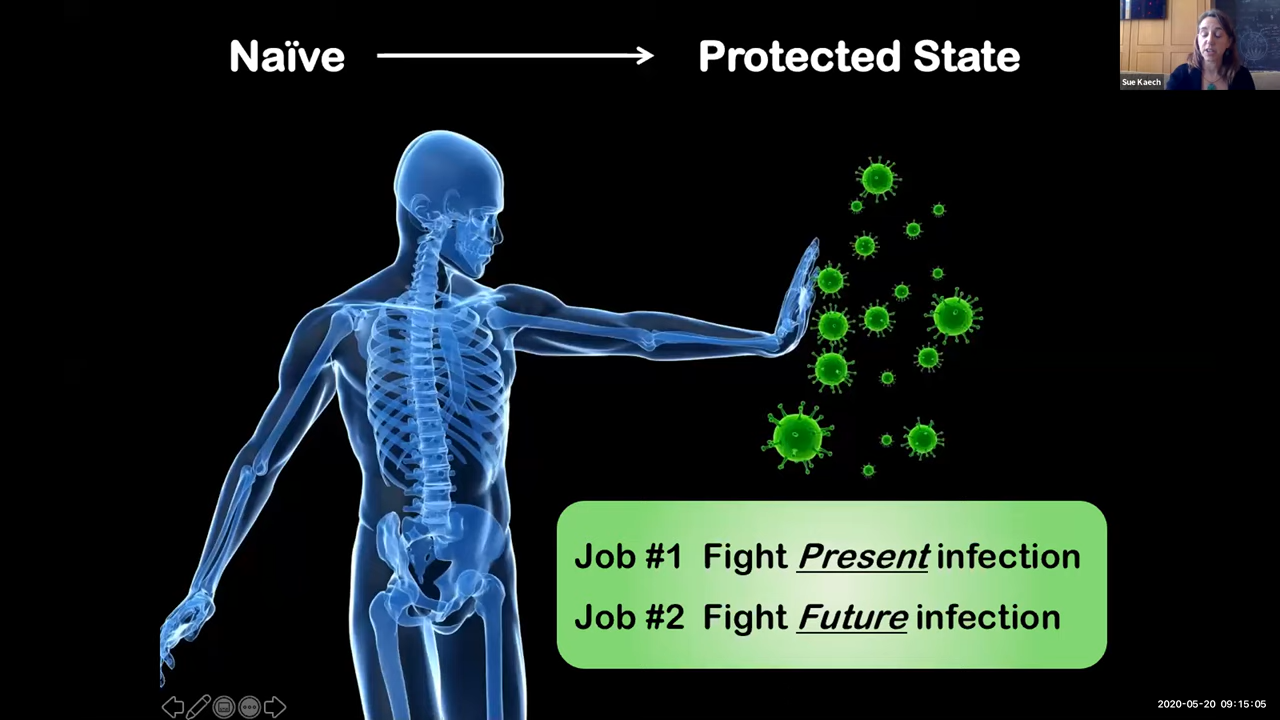 Naïve Protected State
Sue Kaech
Job #1 Fight Present infection
Job #2 Fight Future infection
2020-05-20 09:15:05